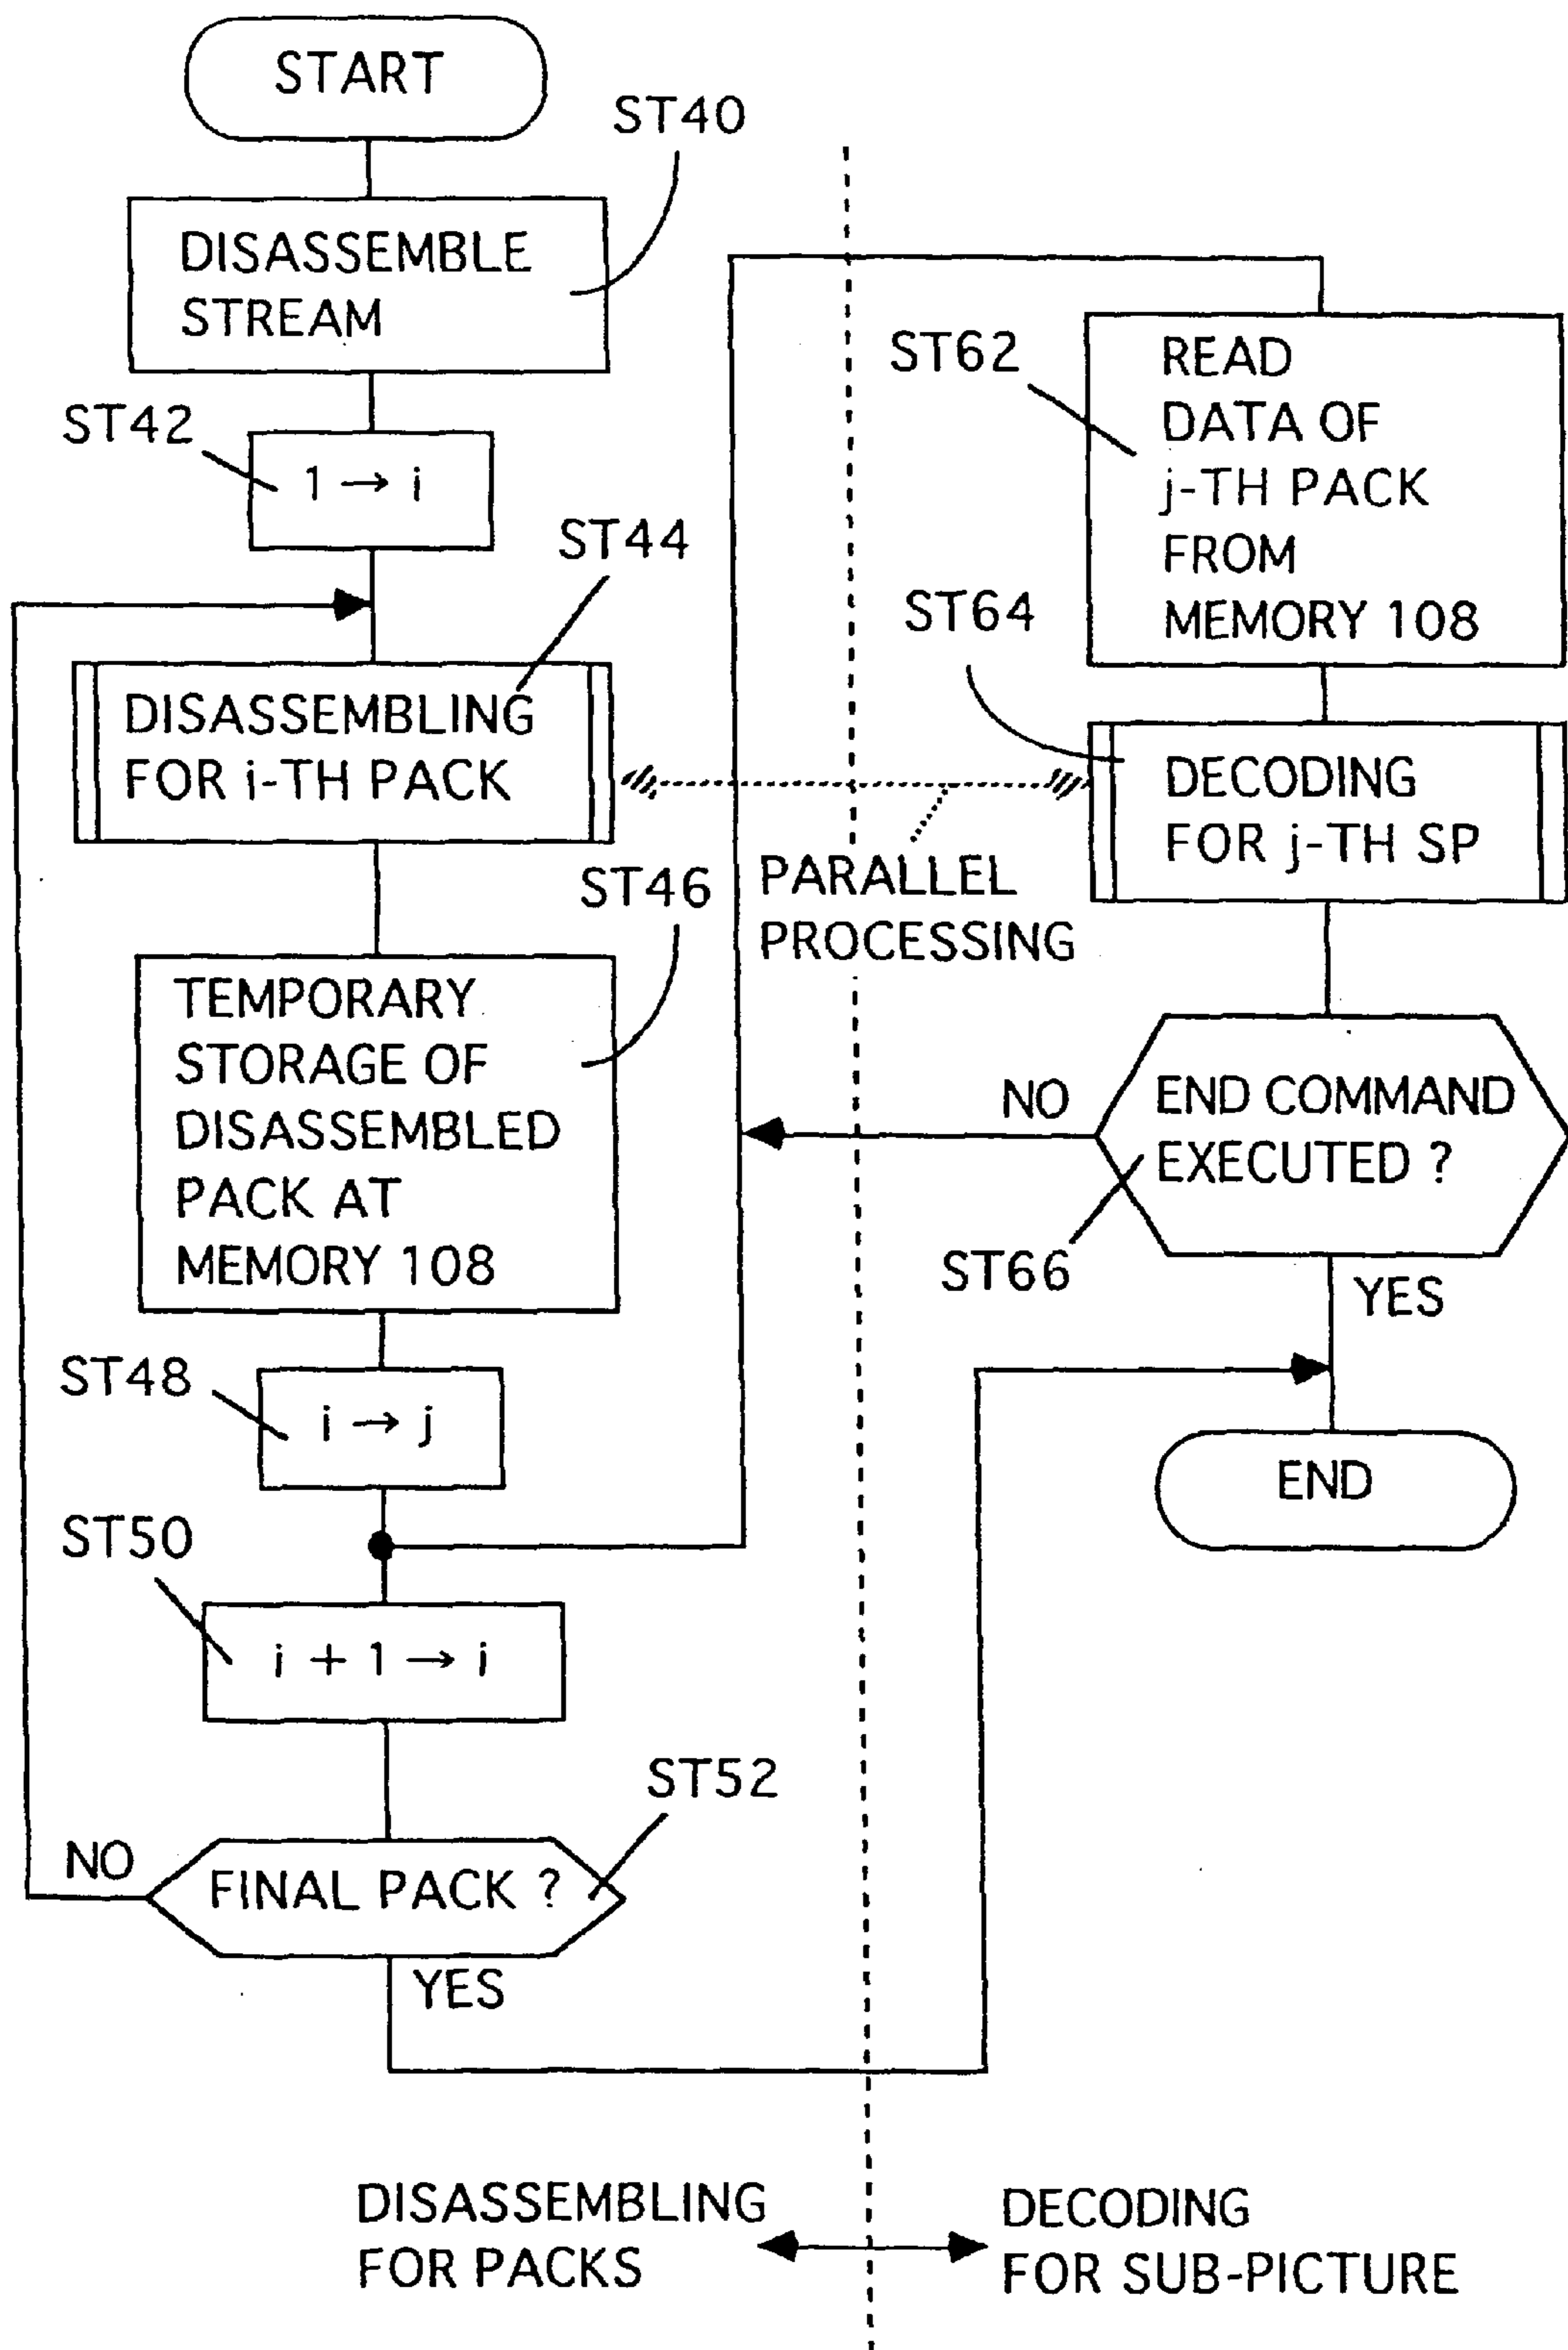 START
ST40
DISASSEMBLE
STREAM
ST42
1 → i
ST44
DISASSEMBLING
FOR i-TH PACK
ST46
TEMPORARY
STORAGE OF
DISASSEMBLED
PACK AT
MEMORY 108
ST48
i → j
ST50
i + 1 → i
ST52
NO
FINAL PACK ?
YES
ST62
READ
DATA OF
j-TH PACK
FROM
MEMORY 108
ST64
DECODING
FOR j-TH SP
PARALLEL
PROCESSING
NO
END COMMAND
EXECUTED ?
ST66
YES
END
DISASSEMBLING
FOR PACKS
DECODING
FOR SUB-PICTURE